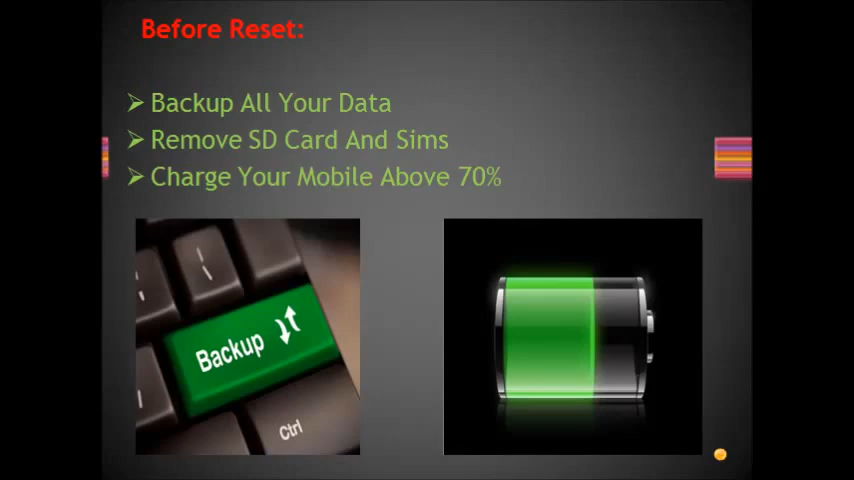 Before Reset:
Backup All Your Data
Remove SD Card And Sims
Charge Your Mobile Above 70%
Backup
Ctrl